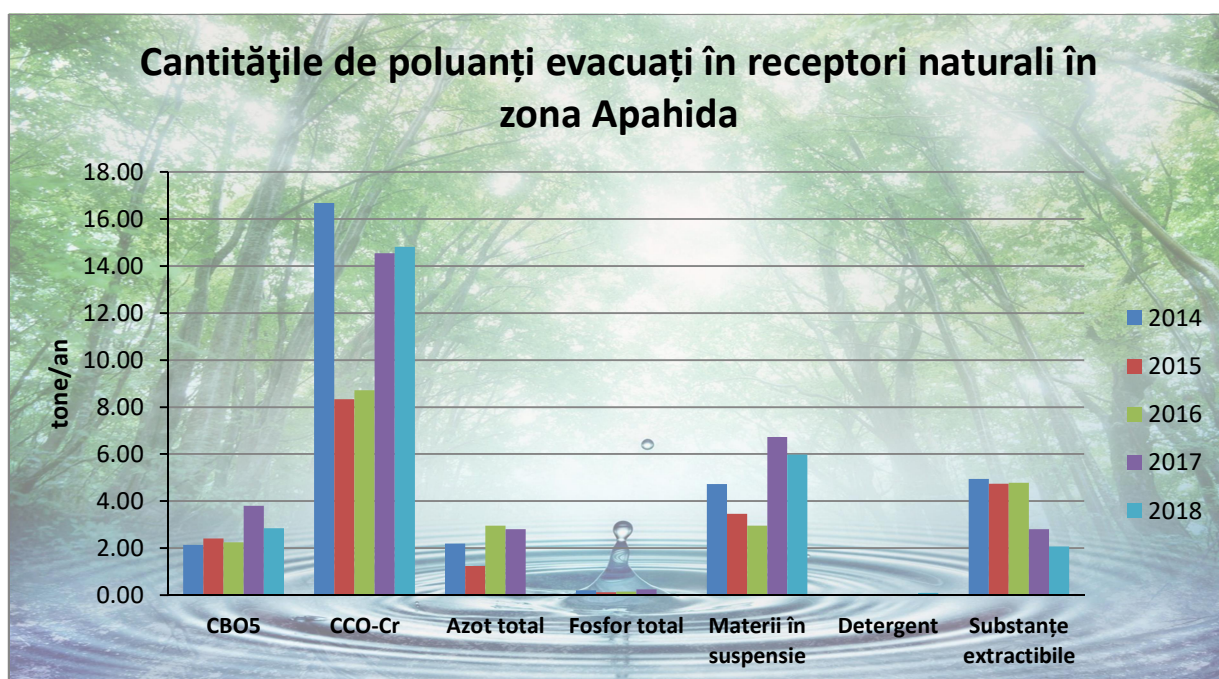 Cantităţile de poluanți evacuați în receptori naturali în
zona Apahida
tone/an
18.00
16.00
14.00
12.00
10.00
8.00
6.00
4.00
2.00
0.00
CBO5
CCO-Cr
Azot total
Fosfor total
Materii în
suspensie
Detergent
Substanțe
extractibile
2014
2015
2016
2017
2018